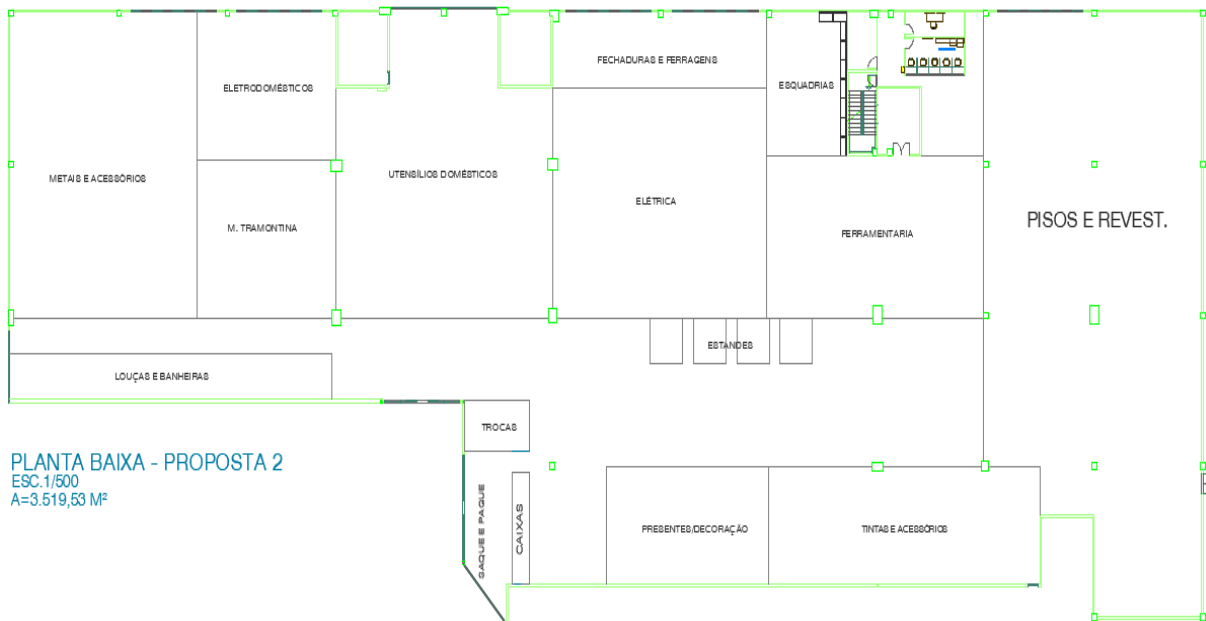 FECHADURAS E FERRAGENS
ESQUADRIAS
ELETRODOMÉSTICOS
METAIS E ACESSÓRIOS
UTENSÍLIOS DOMÉSTICOS
ELÉTRICA
M. TRAMONTINA
FERRAMENTARIA
PISOS E REVEST.
ESTANDES
LOUÇAS E BANHEIRAS
TROCAS
PLANTA BAIXA - PROPOSTA 2
ESC.1/500
A=3.519,53 M²
SAQUE E PAQUE
CAIXAS
PRESENTES/DECORAÇÃO
TINTAS E ACESSÓRIOS